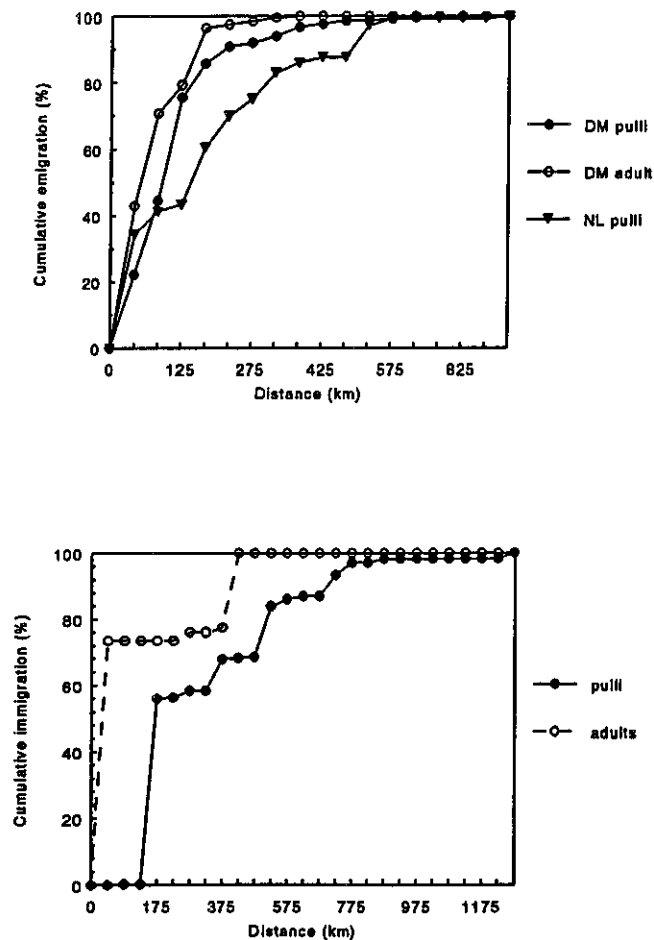 100
80
60
40
20
0
Cumulative emigration (%)
0 125 275 425 575 825
Distance (km)
DM pulli
DM adult
NL pulli
100
80
60
40
20
0
Cumulative immigration (%)
0 175 375 575 775 975 1175
Distance (km)
pulli
adults